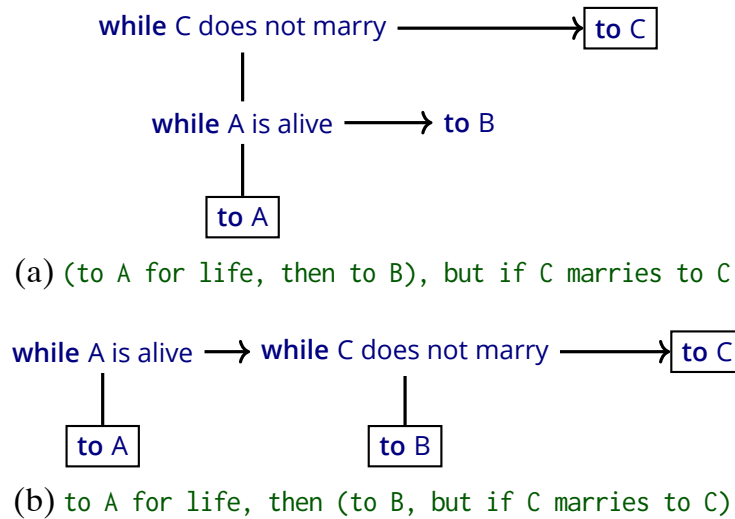 while C does not marry to C
while A is alive to B
to A
(a) (to A for life, then to B), but if C marries to C
while A is alive while C does not marry to C
to A to B
(b) to A for life, then (to B, but if C marries to C)